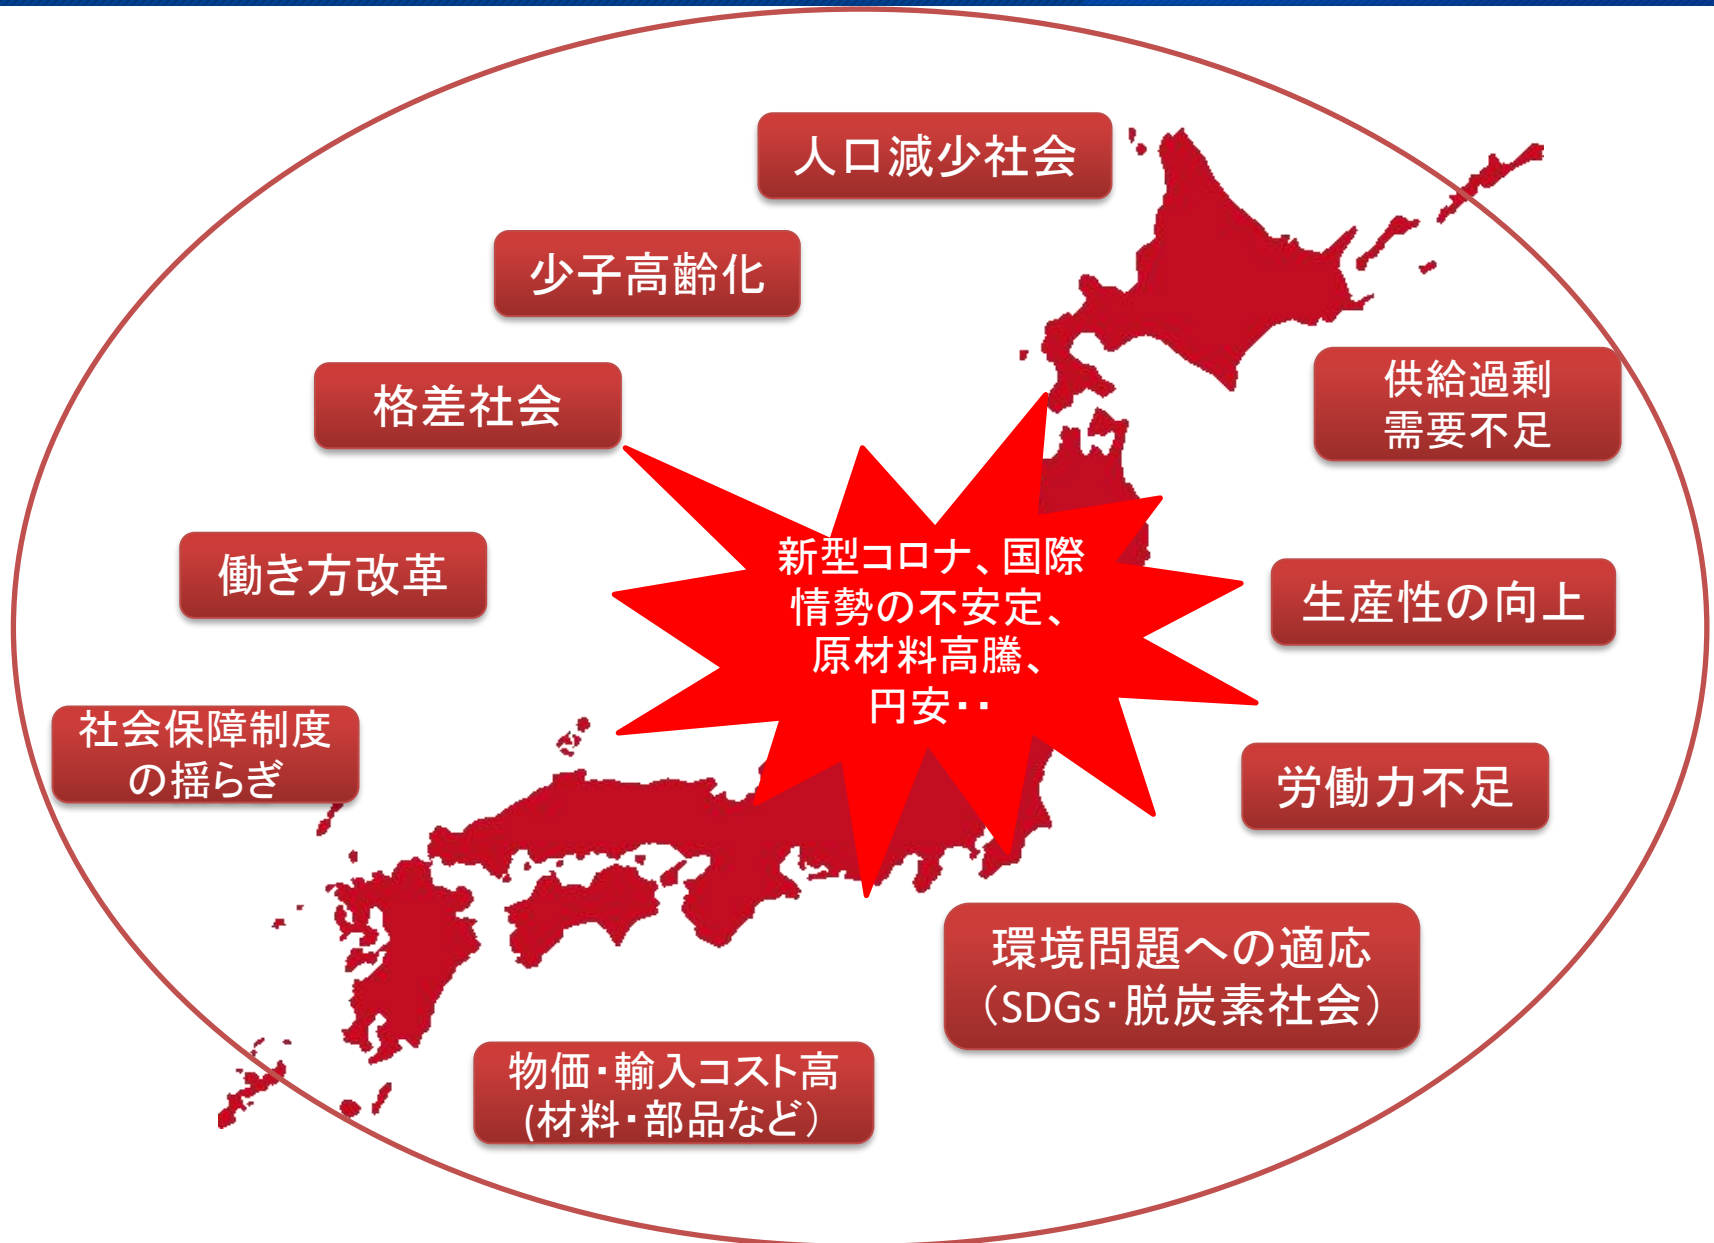 人口減少社会
少子高齢化
格差社会
供給過剰
需要不足
働き方改革
新型コロナ、国際
情勢の不安定、
原材料高騰、
円安・・
生産性の向上
社会保障制度
の揺らぎ
労働力不足
環境問題への適応
（SDGs・脱炭素社会）
物価・輸入コスト高
(材料・部品など）